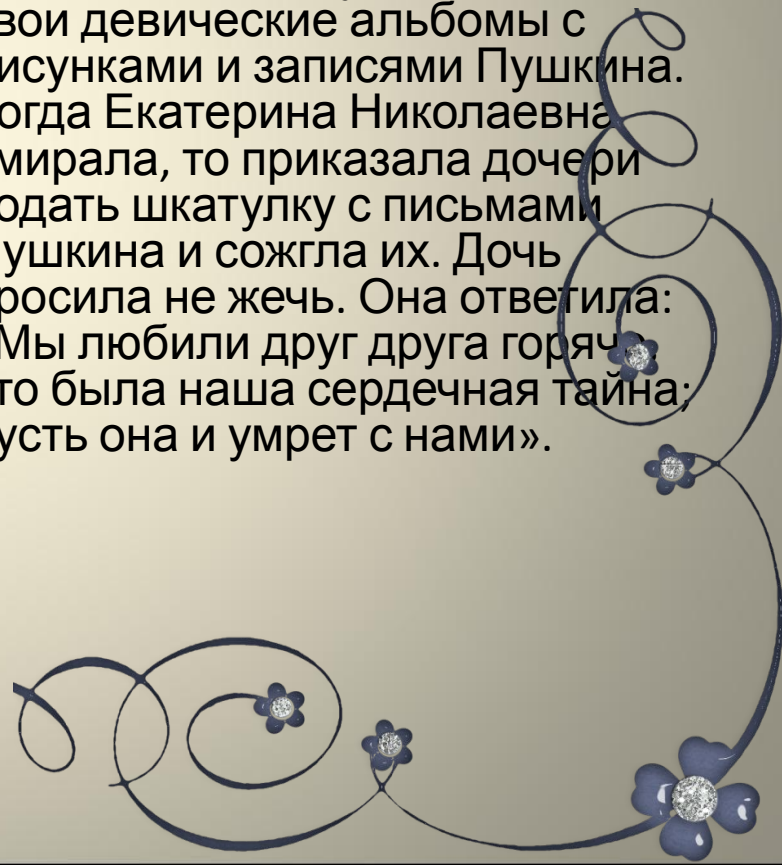 вои девические альбомы с
исунками и записями Пушкина.
огда Екатерина Николаевна
мирала, то приказала дочери
одать шкатулку с письмами
ушкина и сожгла их. Дочь
росила не жечь. Она ответила:
Мы любили друг друга горячо,
то была наша сердечная тайна;
усть она и умрет с нами».